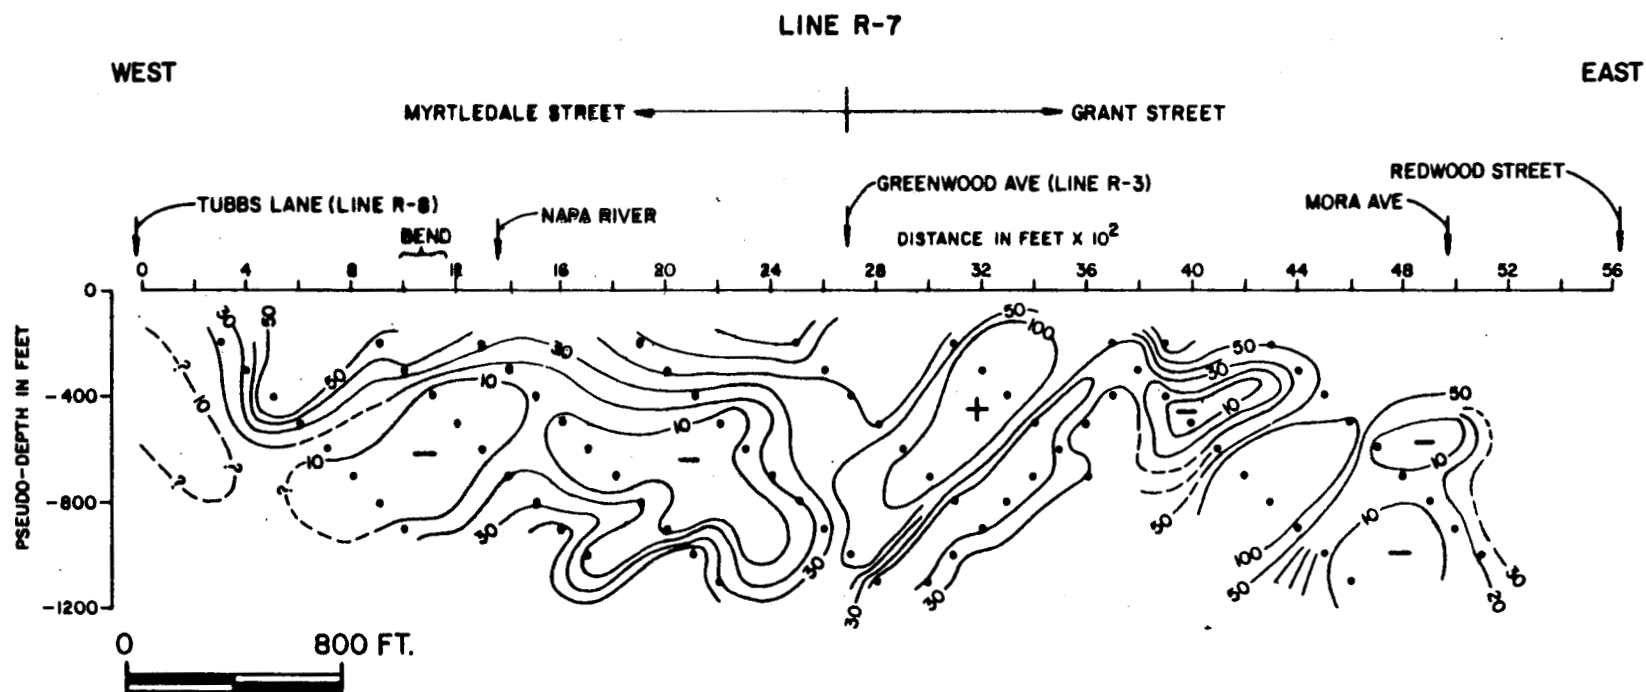 LINE R-7
WEST
EAST
MYRTLEDALE STREET
GRANT STREET
REDWOOD STREET
GREENWOOD AVE (LINE R-3)
MORA AVE
TUBBS LANE (LINE R-8)
NAPA RIVER
BEND
DISTANCE IN FEET X 10²
0 4 8 12 16 20 24 28 32 36 40 44 48 52 56
PSEUDO-DEPTH IN FEET
0
-400
-800
-1200
30 50 50 30 50 100 50 30
? 10 10 10 10 50 10
? ? ? 10 30 50 100 10
30 30 30 50 50 20
+ - - - - -
0 800 FT.